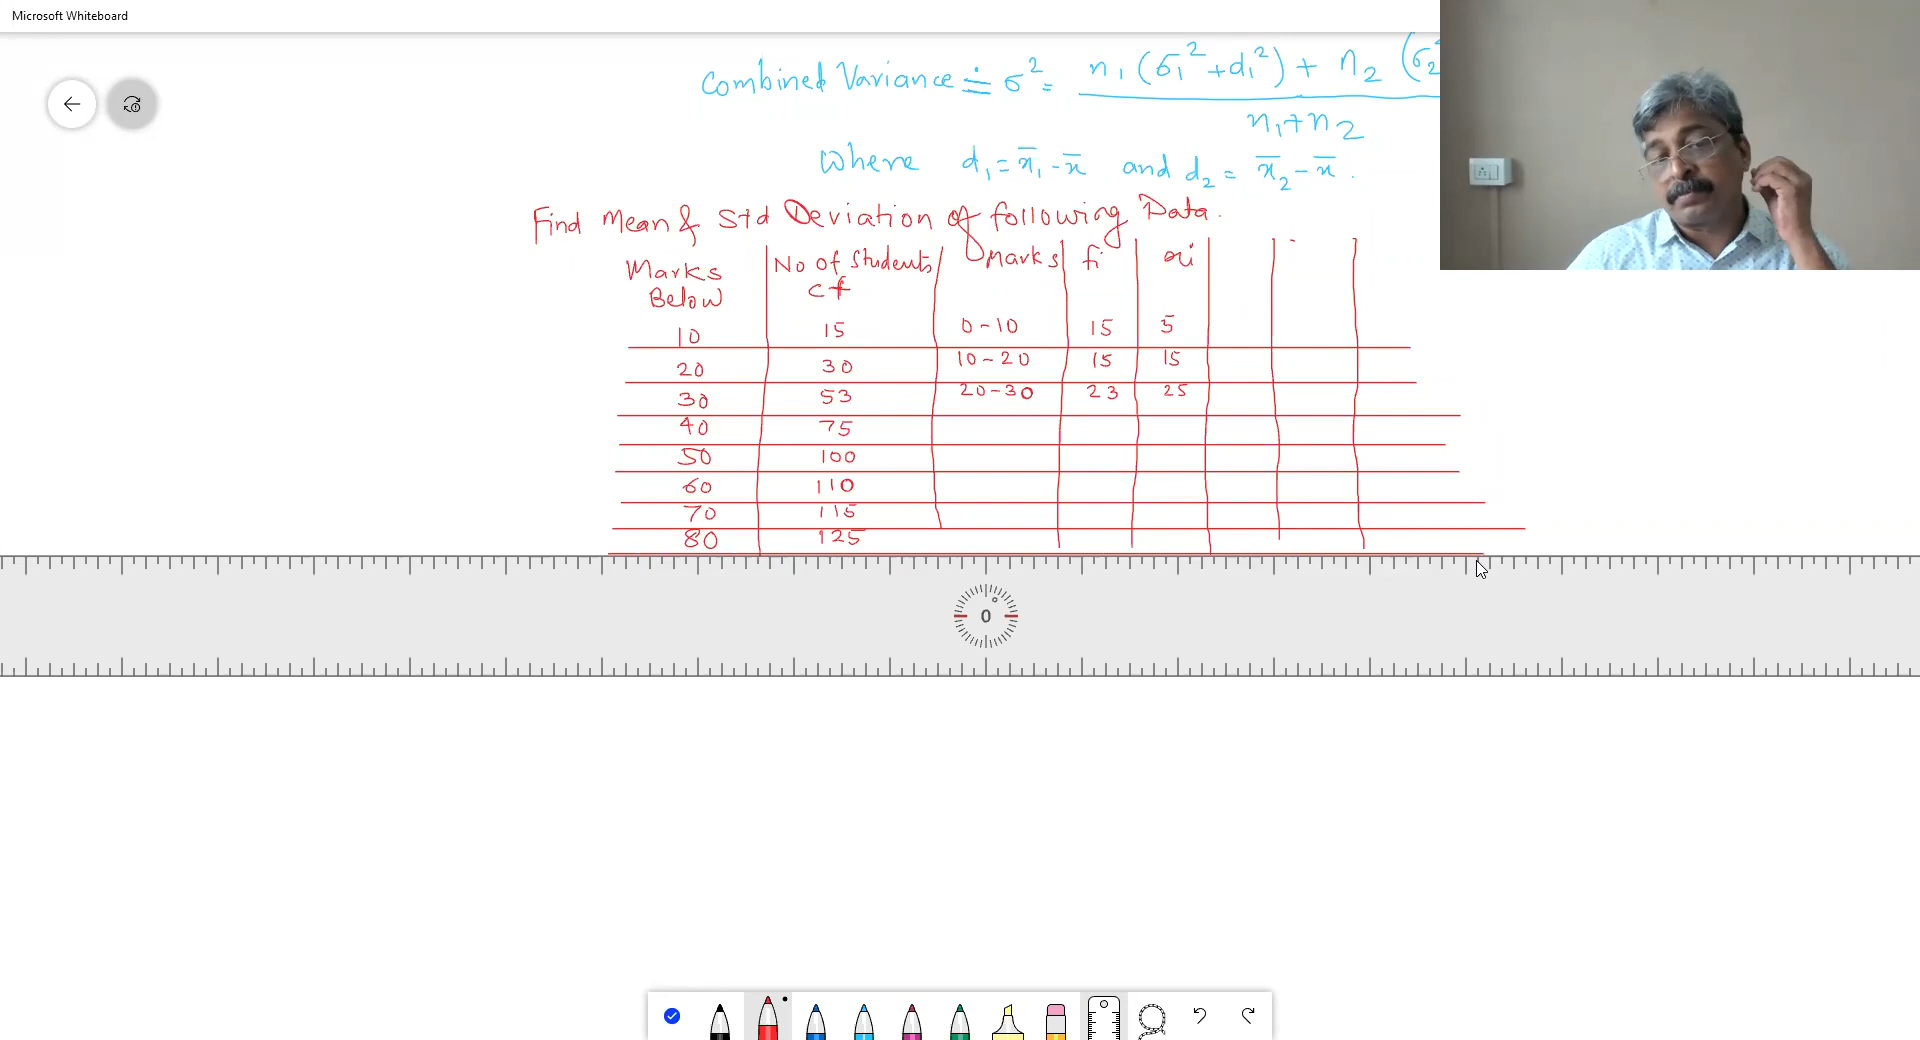 Microsoft Whiteboard
Combined Variance ≐ σ² = n₁(σ₁²+d₁²) + n₂(σ₂²
n₁+n₂
Where d₁ = x̄₁ - x̄ and d₂ = x̄₂ - x̄ .
Find Mean & Std Deviation of following Data.
Marks Below | No of Students cf | Marks | fi | xi
10 | 15 | 0-10 | 15 | 5
20 | 30 | 10-20 | 15 | 15
30 | 53 | 20-30 | 23 | 25
40 | 75
50 | 100
60 | 110
70 | 115
80 | 125
0°